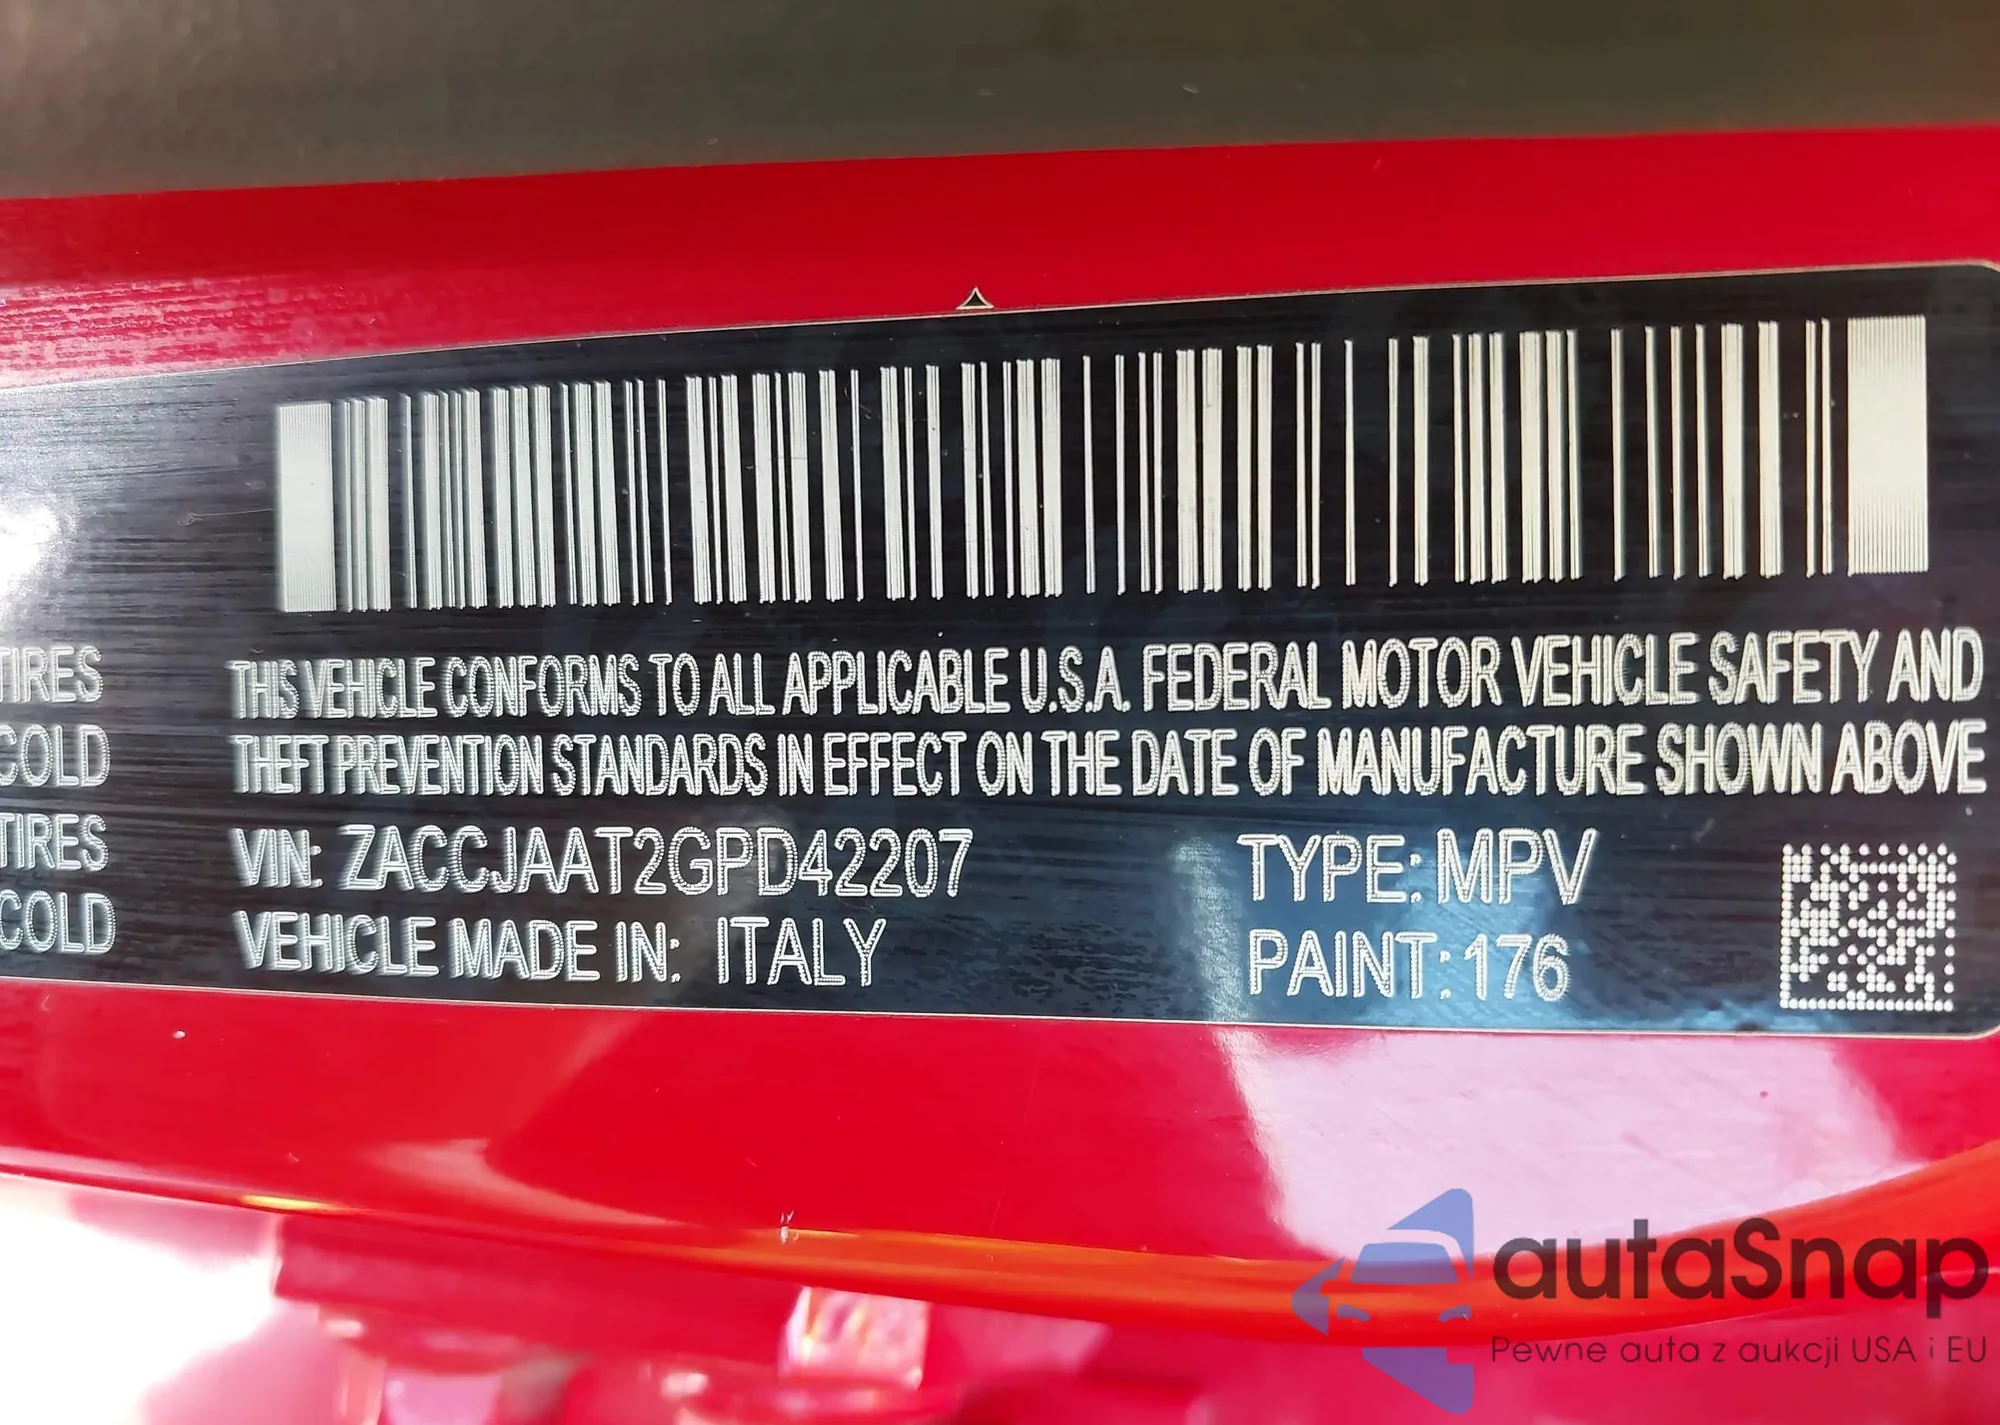 TIRES
COLD
TIRES
COLD
THIS VEHICLE CONFORMS TO ALL APPLICABLE U.S.A. FEDERAL MOTOR VEHICLE SAFETY AND
THEFT PREVENTION STANDARDS IN EFFECT ON THE DATE OF MANUFACTURE SHOWN ABOVE
VIN: ZACCJAAT2GPD42207 TYPE: MPV
VEHICLE MADE IN: ITALY PAINT: 176
autaSnap
Pewne auta z aukcji USA i EU